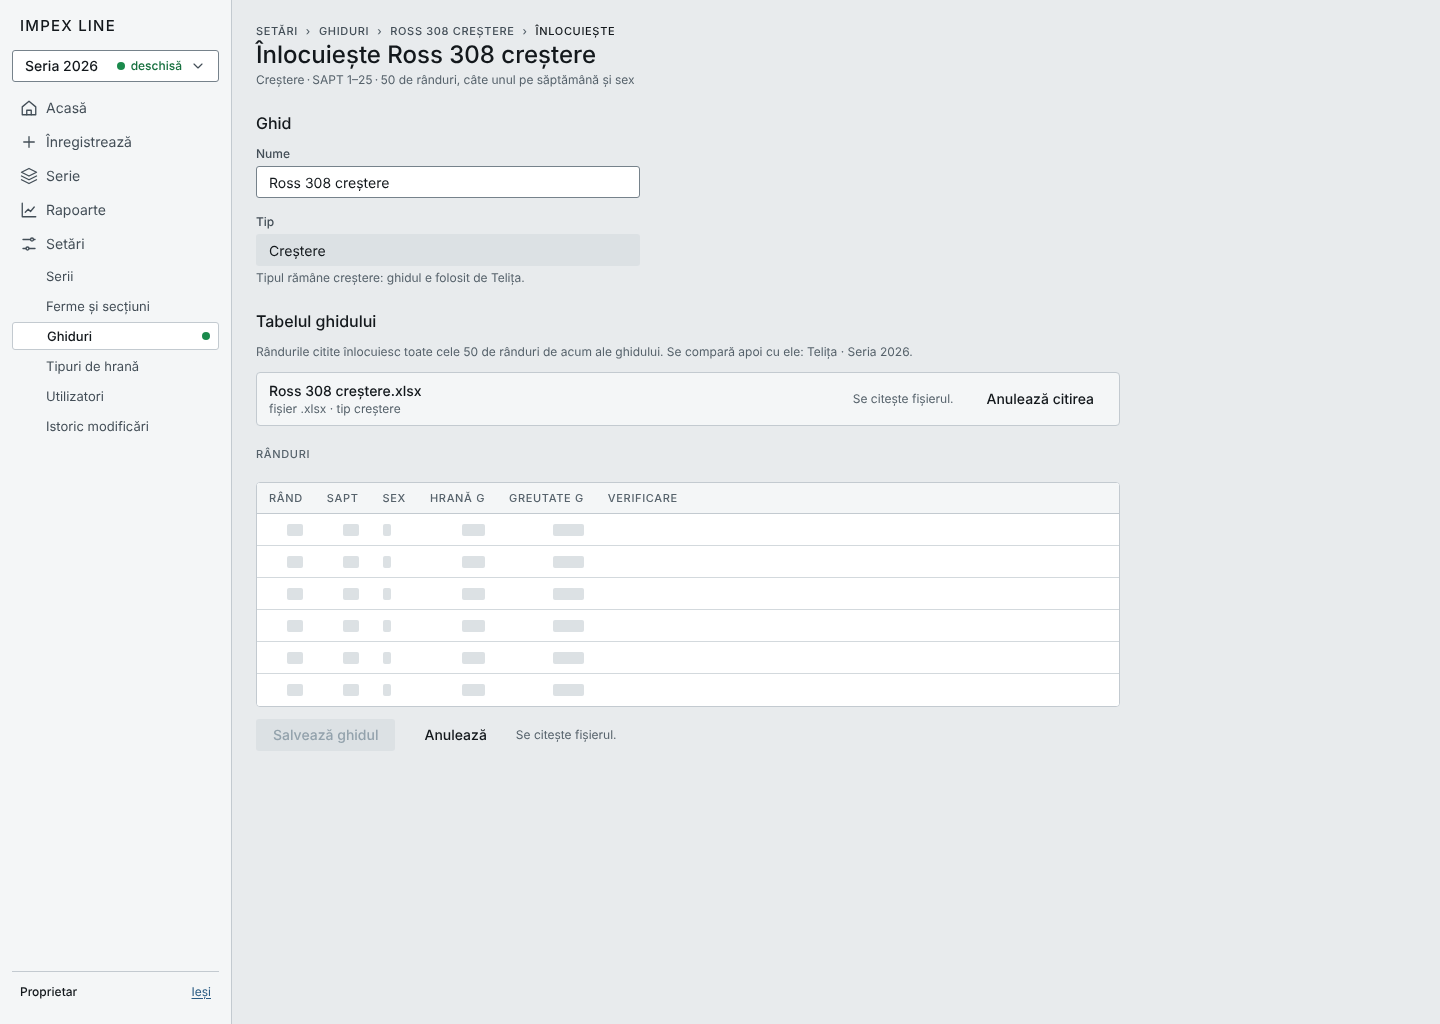 IMPEX LINE
Seria 2026 deschisă
Acasă
Înregistrează
Serie
Rapoarte
Setări
Serii
Ferme și secțiuni
Ghiduri
Tipuri de hrană
Utilizatori
Istoric modificări
Proprietar Ieși
SETĂRI › GHIDURI › ROSS 308 CREȘTERE › ÎNLOCUIEȘTE
Înlocuiește Ross 308 creștere
Creștere · SAPT 1–25 · 50 de rânduri, câte unul pe săptămână și sex
Ghid
Nume
Ross 308 creștere
Tip
Creștere
Tipul rămâne creștere: ghidul e folosit de Telița.
Tabelul ghidului
Rândurile citite înlocuiesc toate cele 50 de rânduri de acum ale ghidului. Se compară apoi cu ele: Telița · Seria 2026.
Ross 308 creștere.xlsx
fișier .xlsx · tip creștere
Se citește fișierul. Anulează citirea
RÂNDURI
RÂND SAPT SEX HRANĂ G GREUTATE G VERIFICARE
Salvează ghidul Anulează Se citește fișierul.